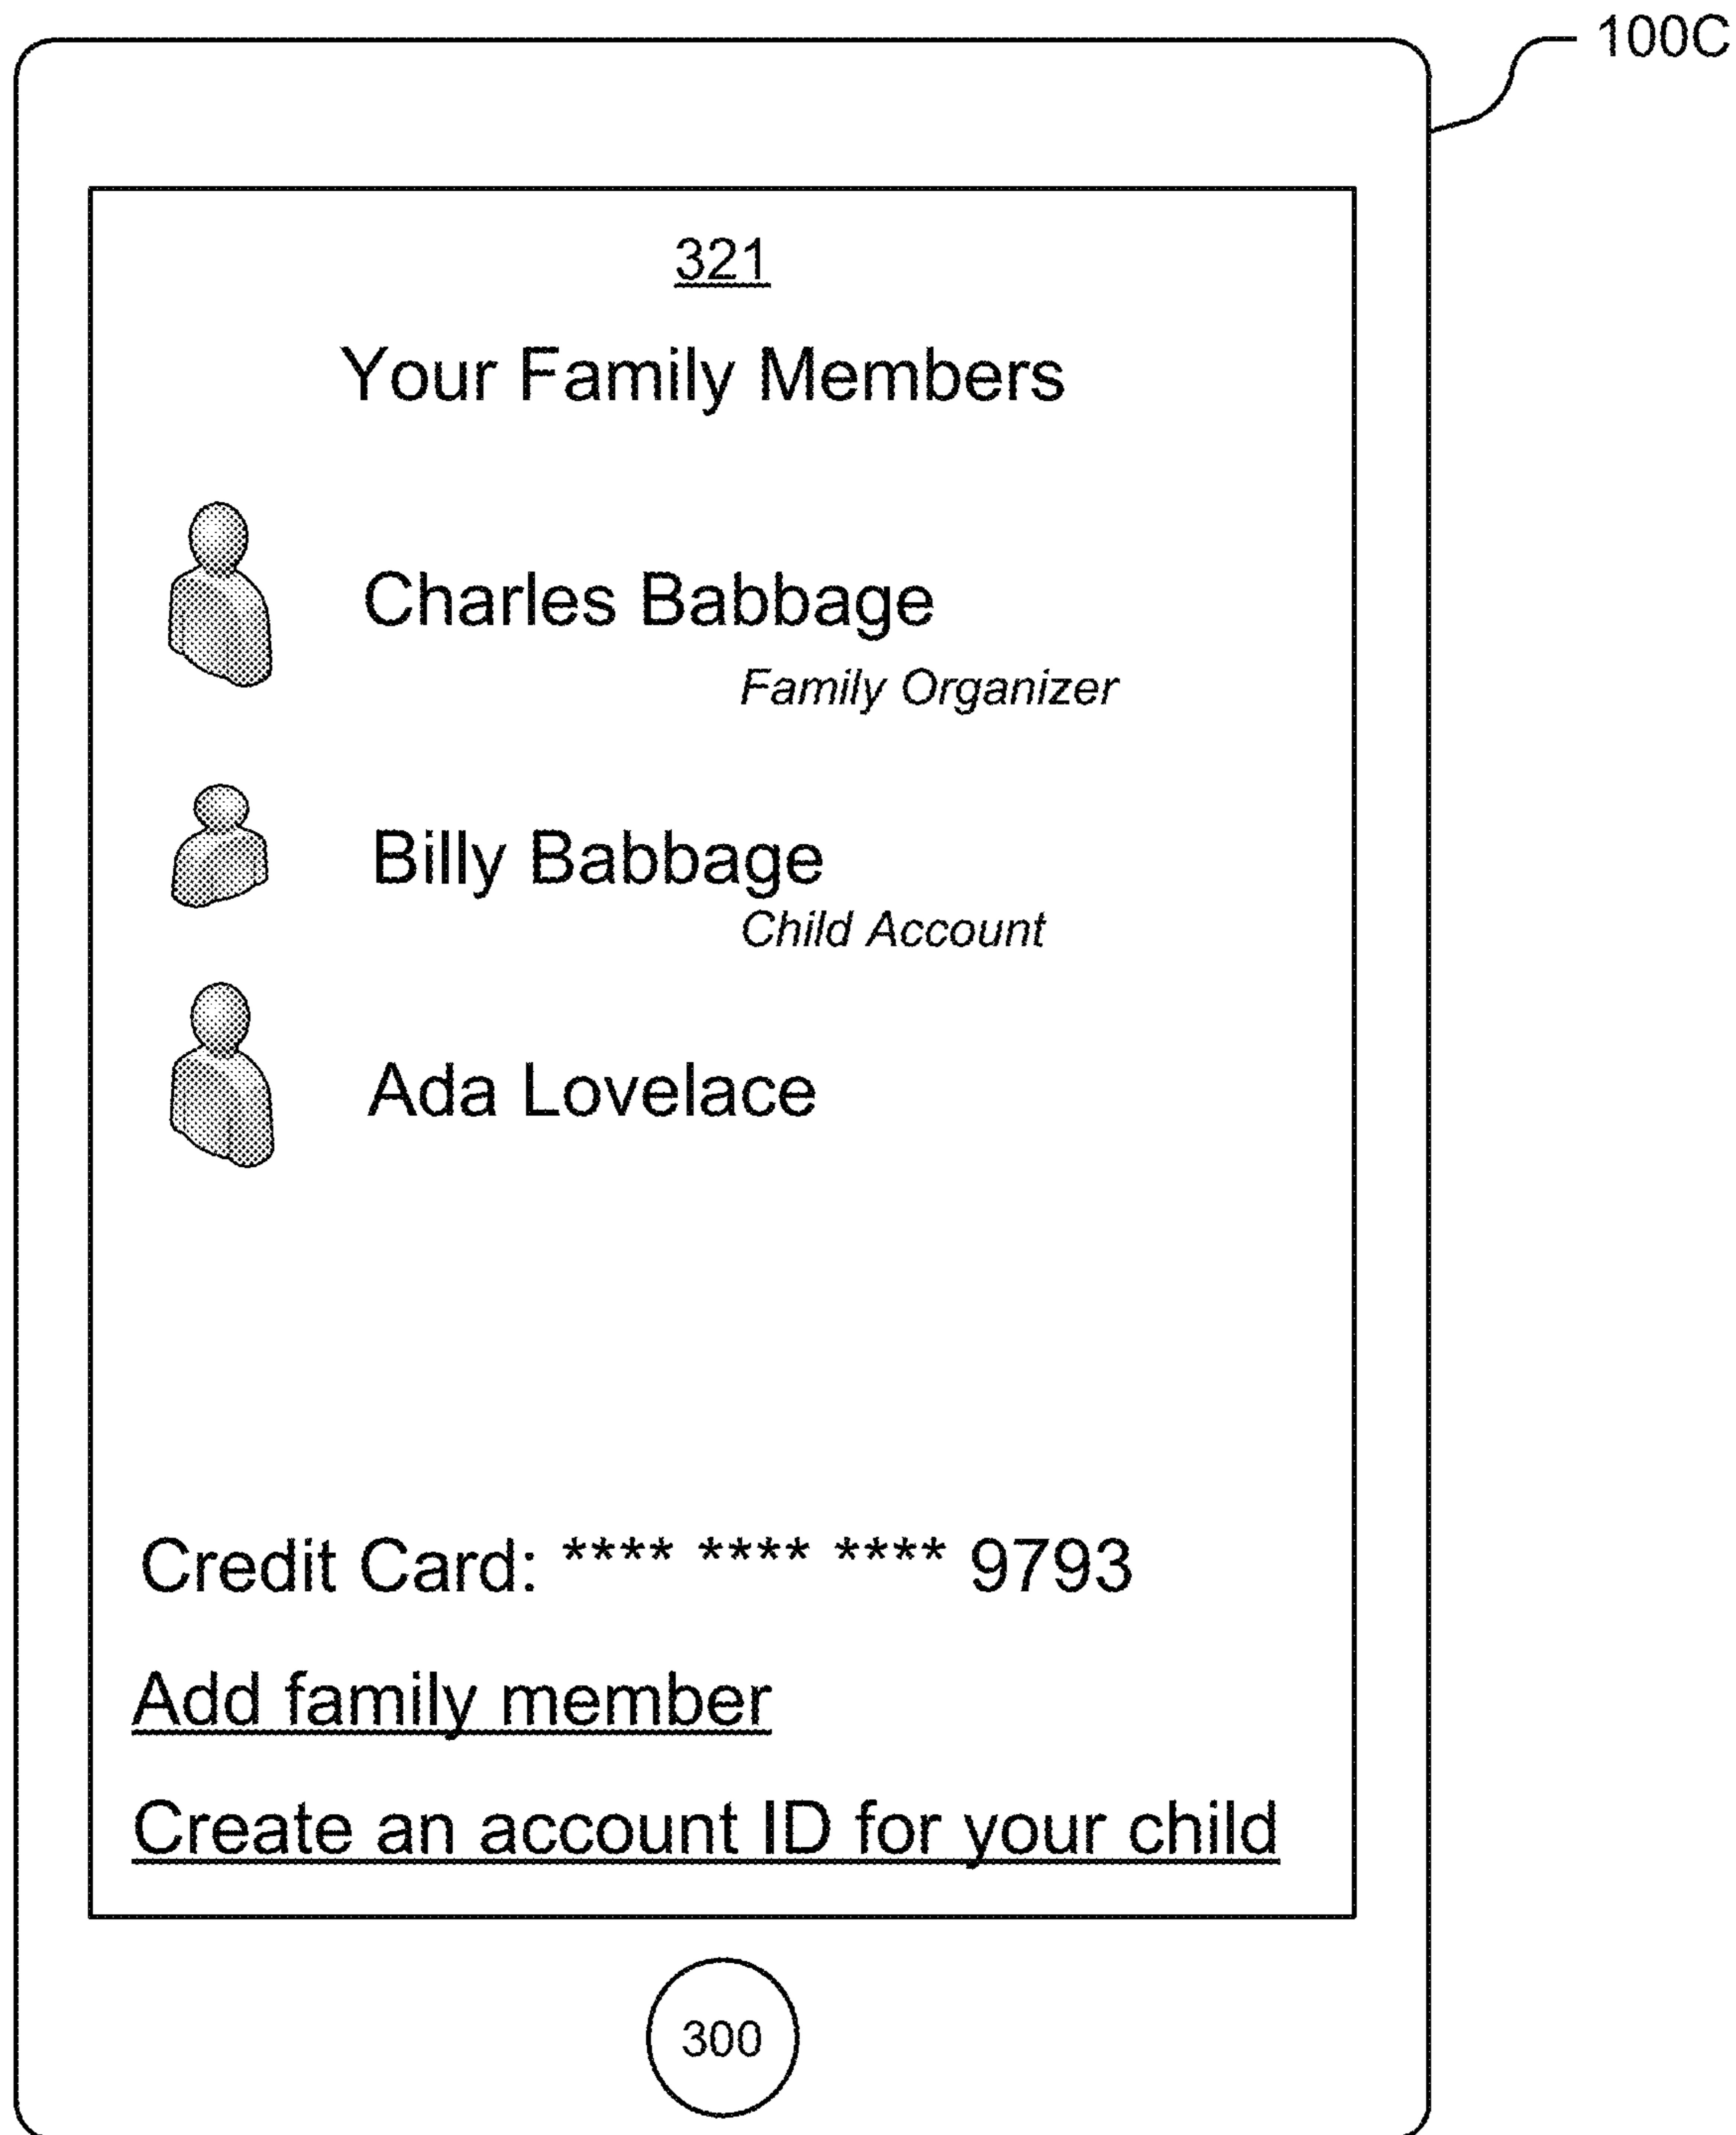 100C
321
Your Family Members
Charles Babbage
Family Organizer
Billy Babbage
Child Account
Ada Lovelace
Credit Card: **** **** **** 9793
Add family member
Create an account ID for your child
300